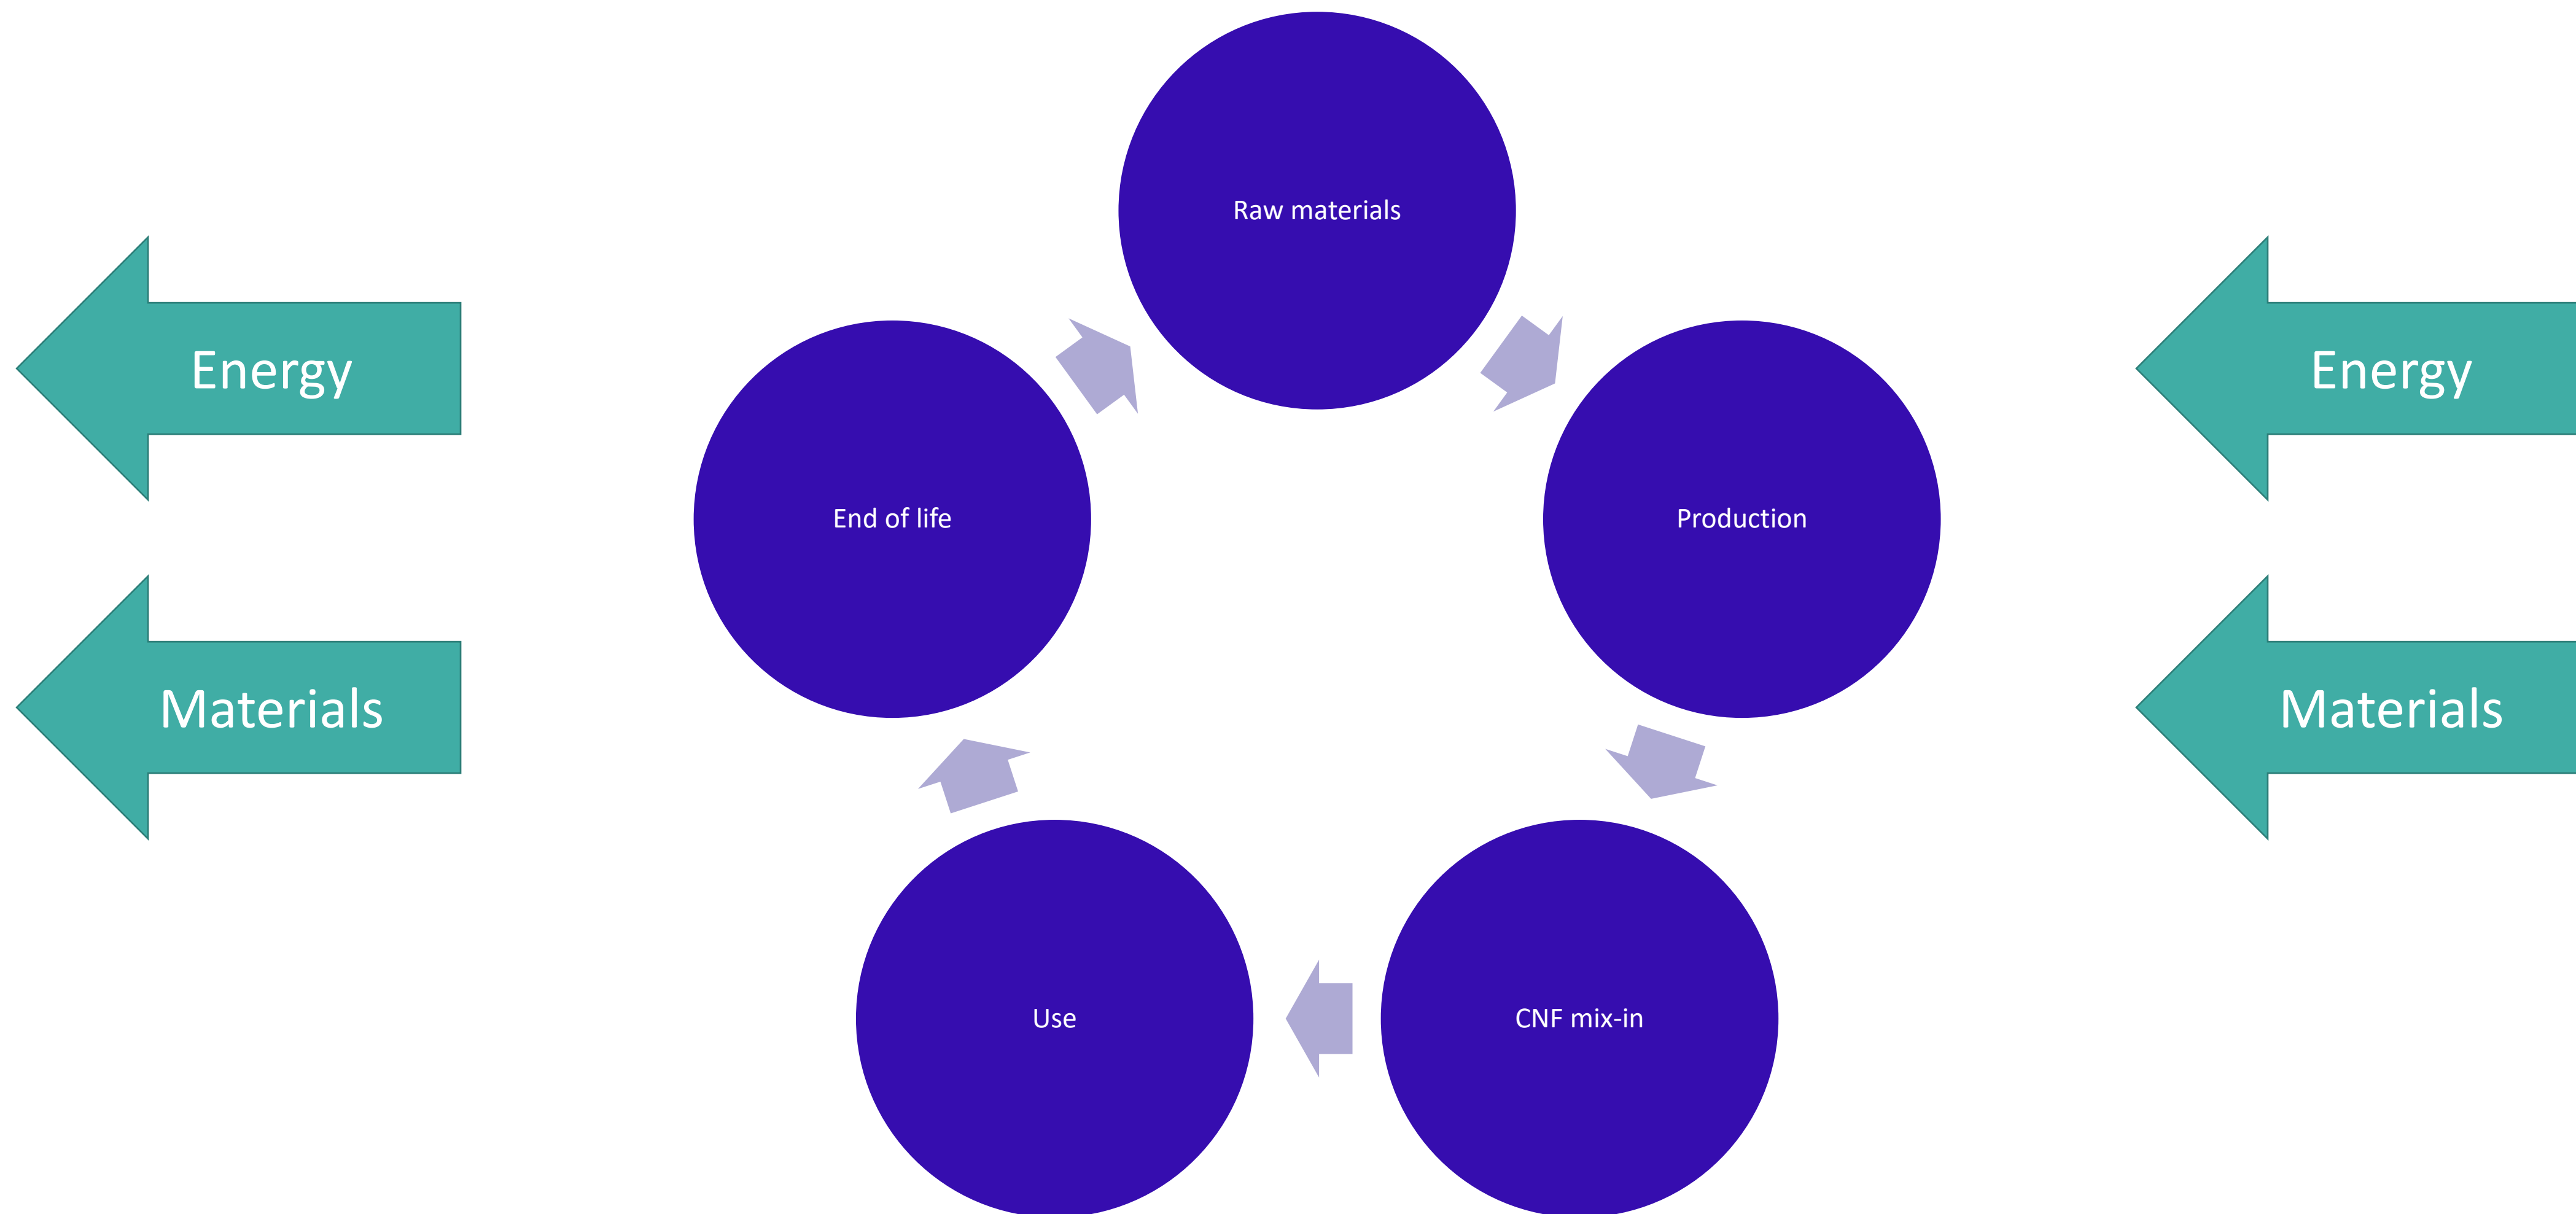 Raw materials
Energy
Energy
End of life
Production
Materials
Materials
Use
CNF mix-in